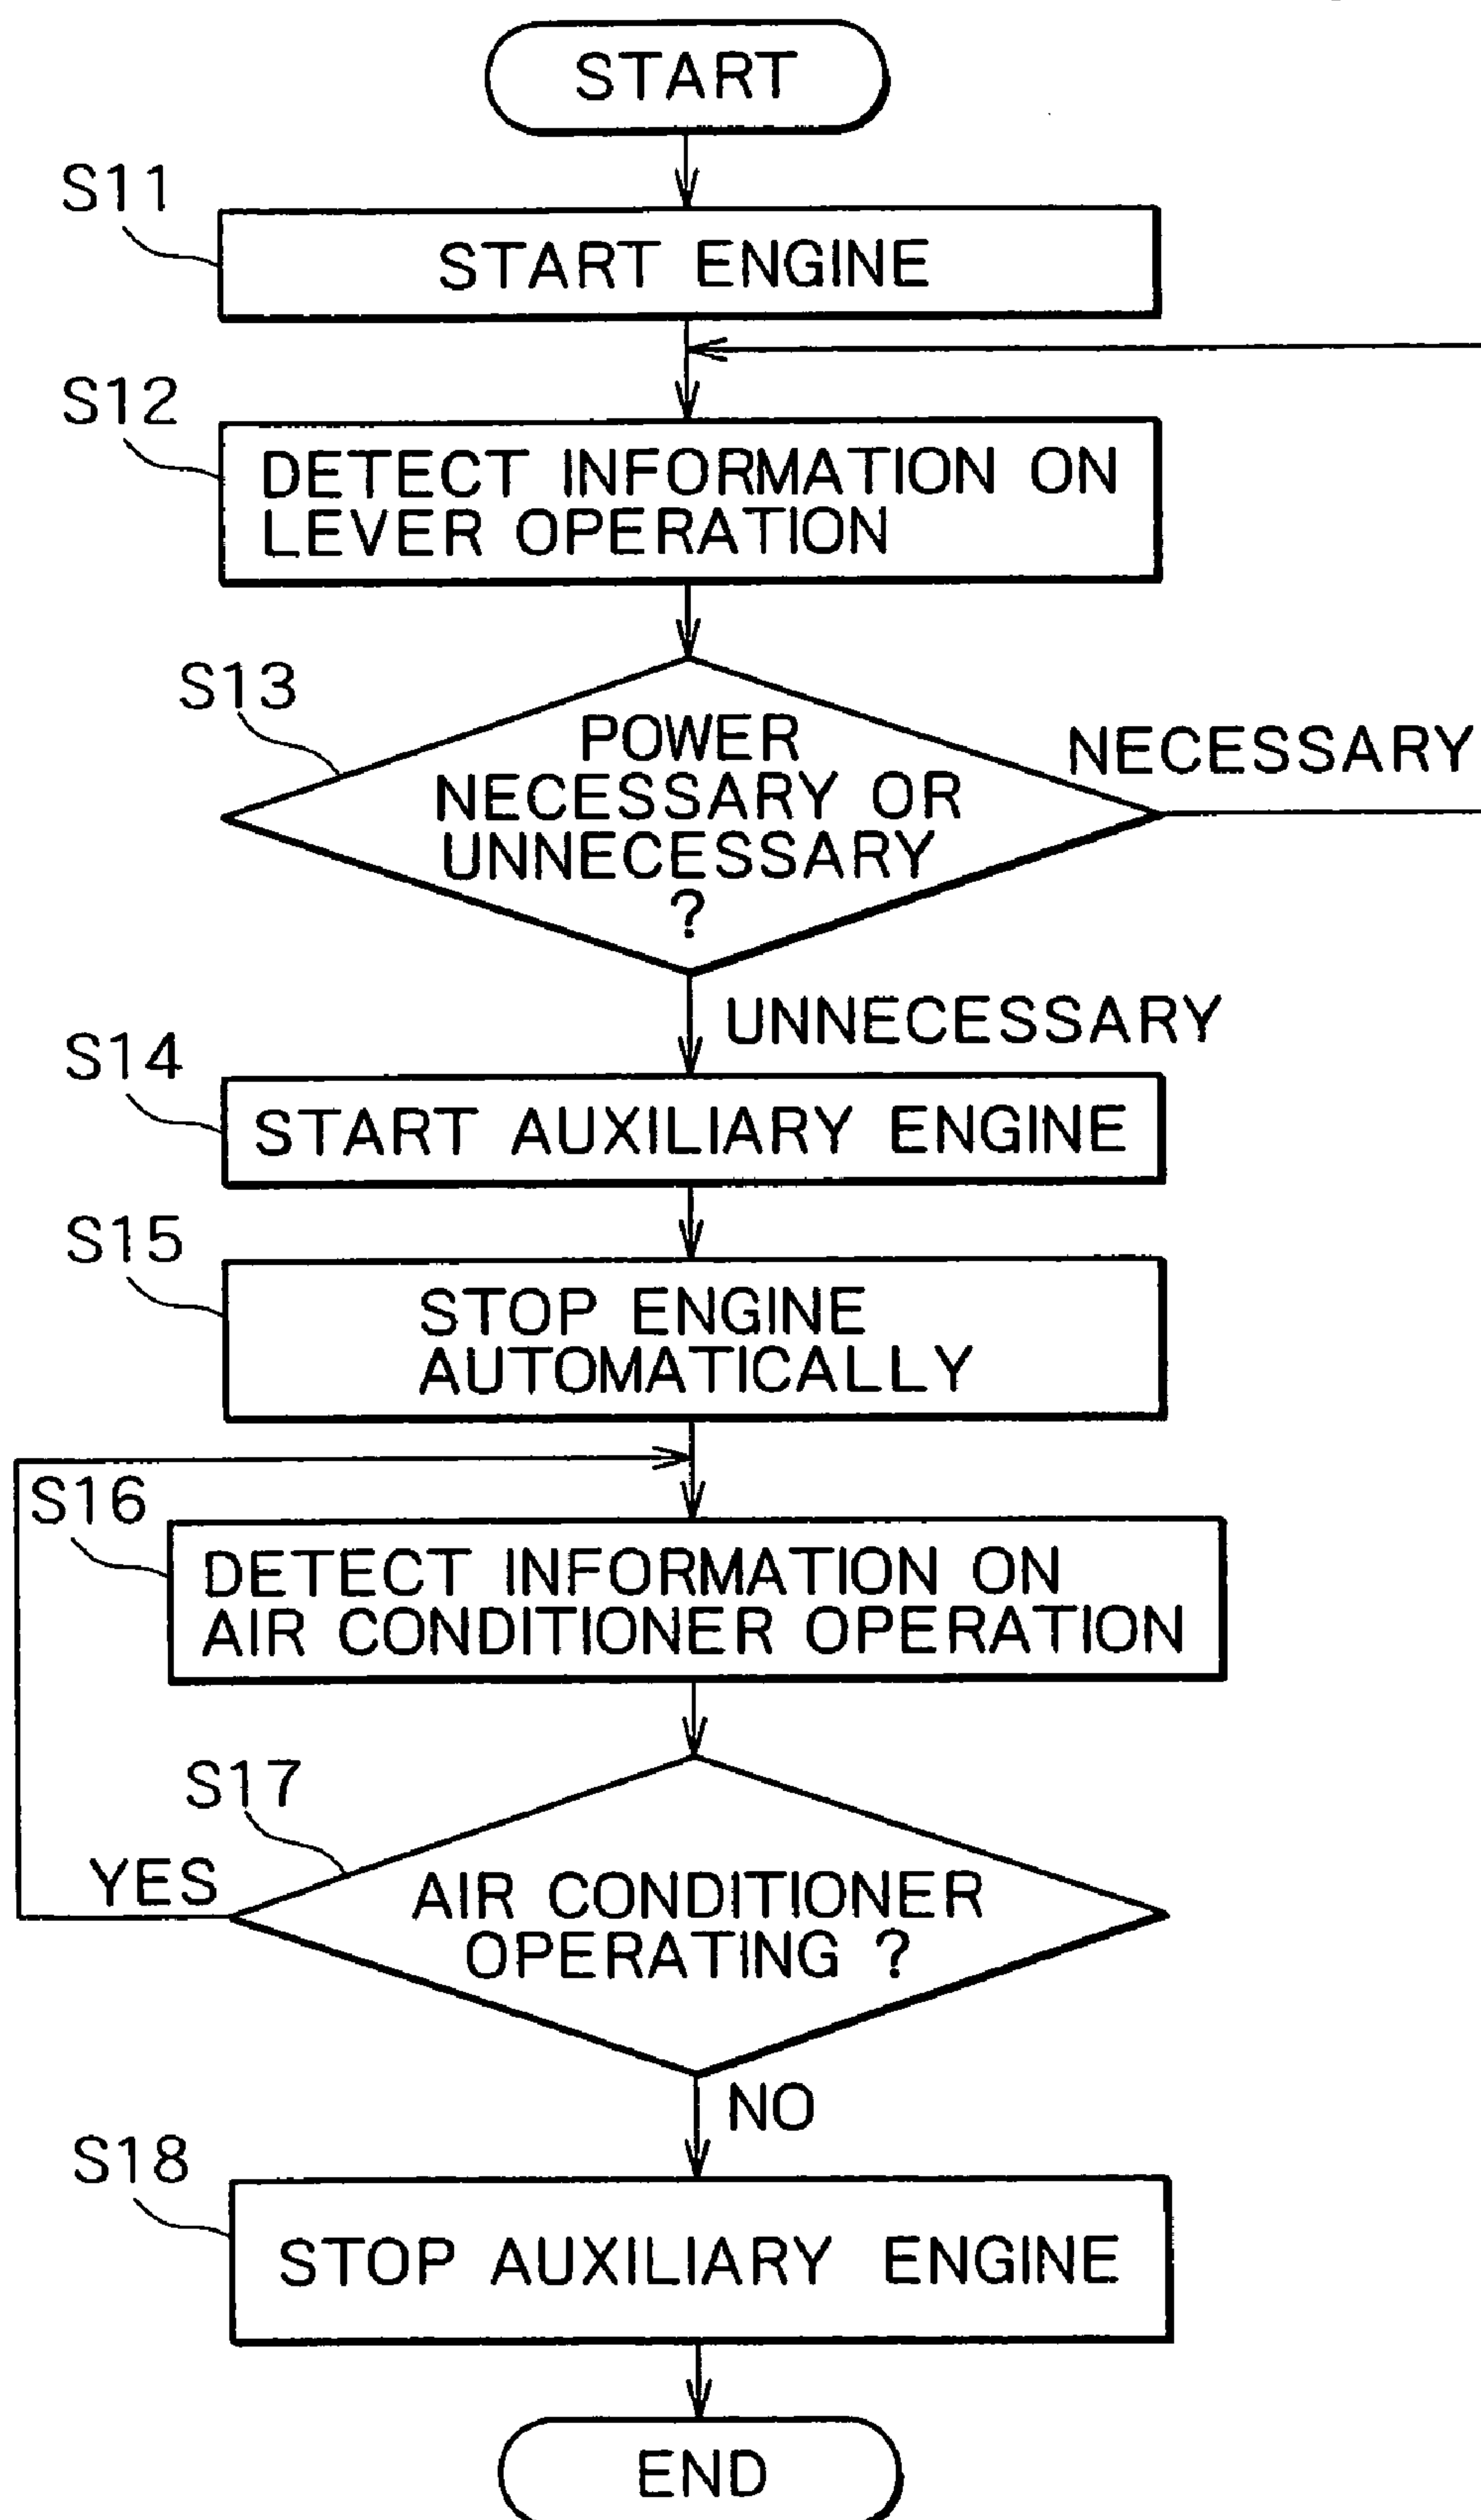 START
S11
START ENGINE
S12
DETECT INFORMATION ON
LEVER OPERATION
S13
POWER
NECESSARY OR
UNNECESSARY
?
NECESSARY
UNNECESSARY
S14
START AUXILIARY ENGINE
S15
STOP ENGINE
AUTOMATICALLY
S16
DETECT INFORMATION ON
AIR CONDITIONER OPERATION
S17
YES
AIR CONDITIONER
OPERATING ?
NO
S18
STOP AUXILIARY ENGINE
END